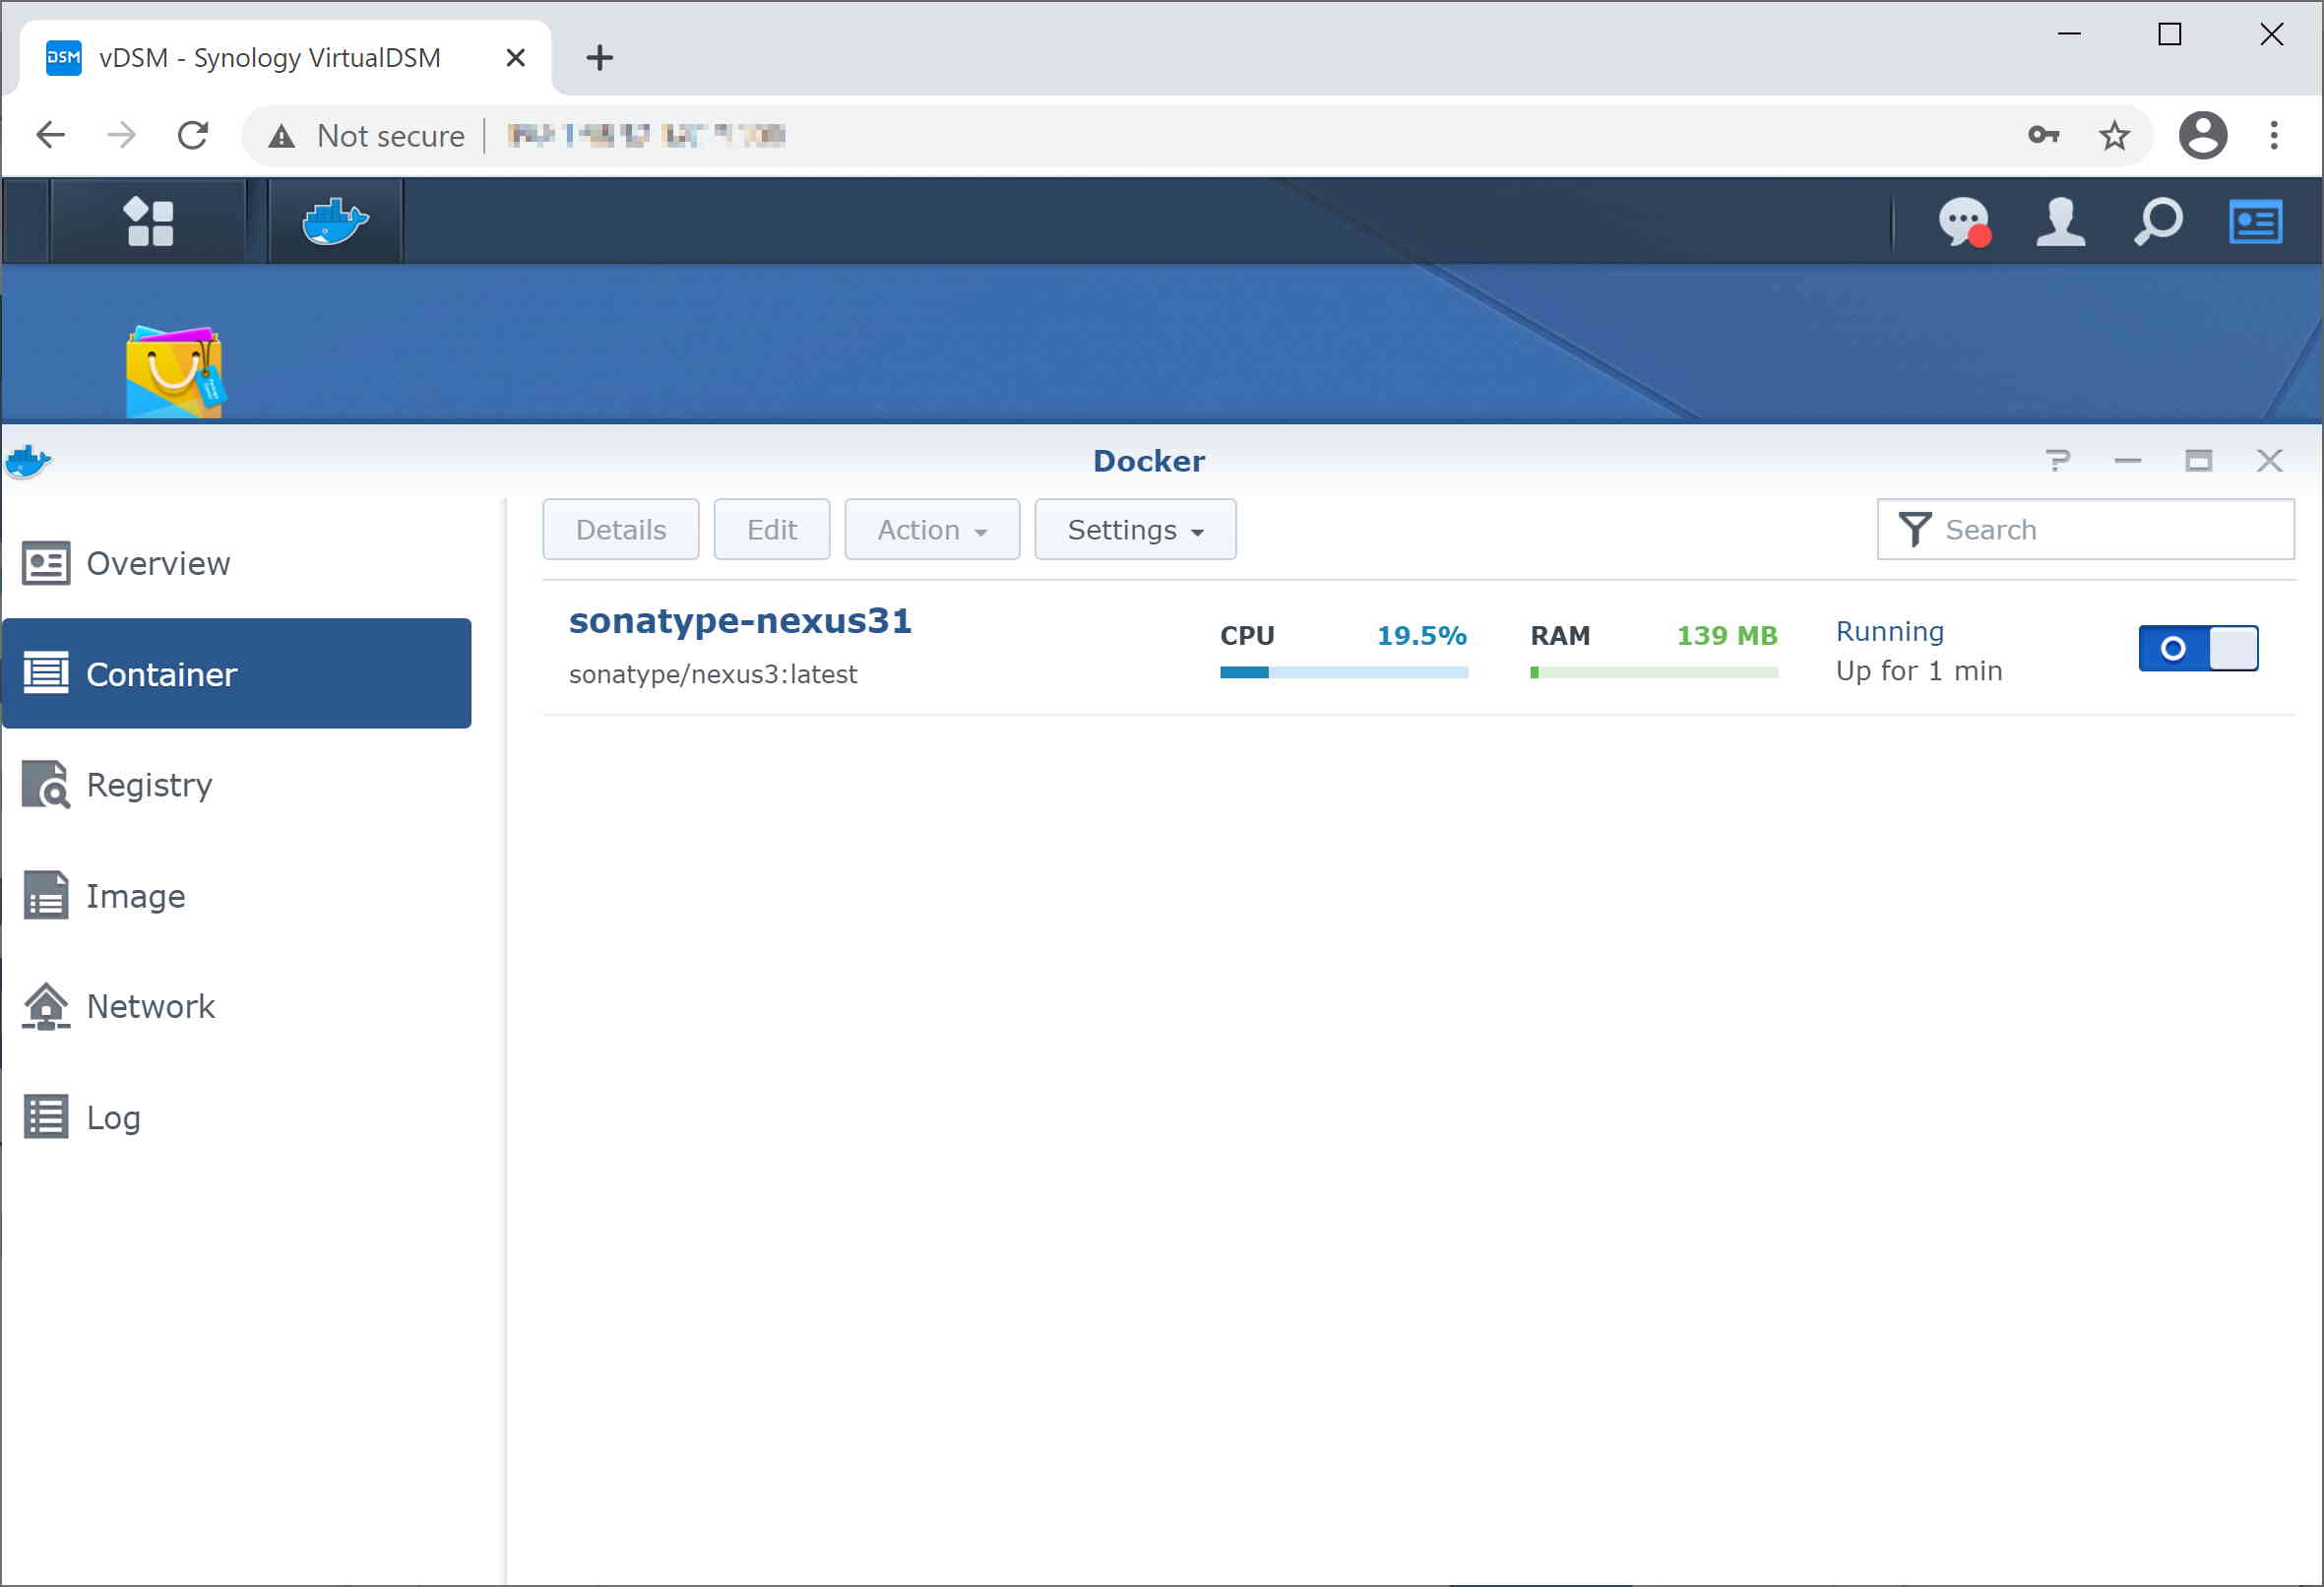 DSM vDSM - Synology VirtualDSM
Not secure
Docker
Details Edit Action Settings Search
Overview
Container
Registry
Image
Network
Log
sonatype-nexus31
sonatype/nexus3:latest
CPU 19.5%
RAM 139 MB
Running
Up for 1 min